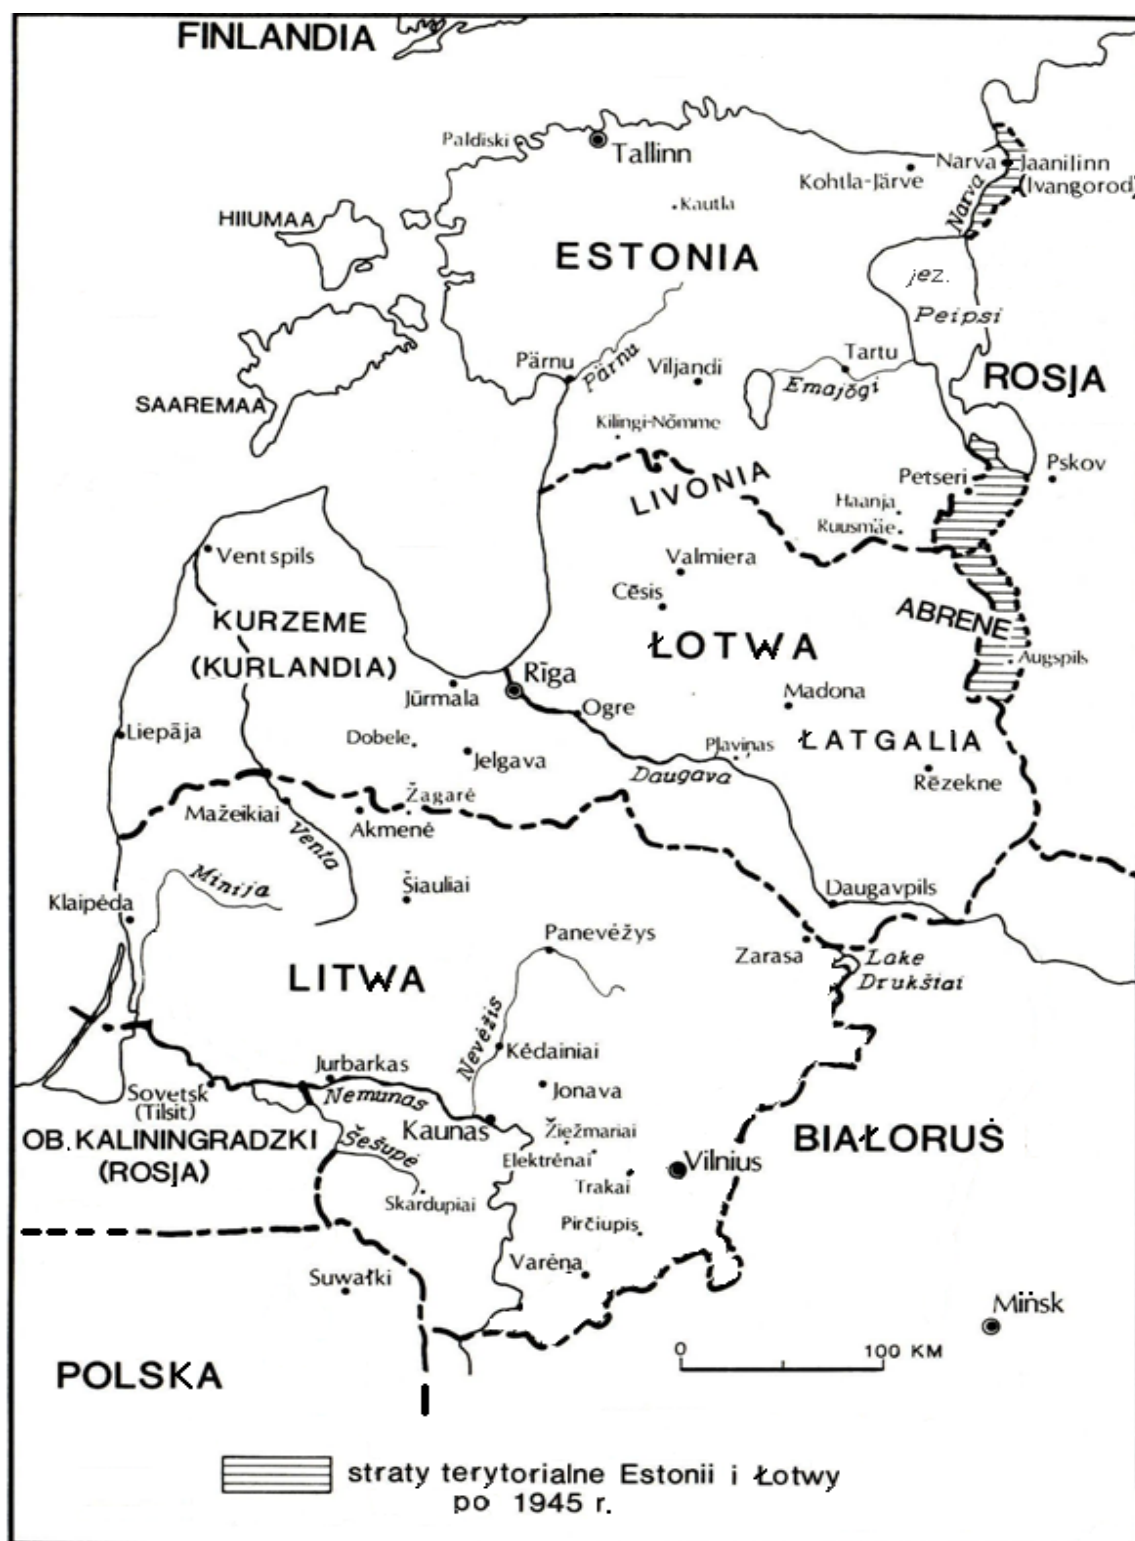 FINLANDIA
Paldiski
Tallinn
Narva
Jaanilinn
(Ivangorod)
Kohtla-Järve
Narva
HIIUMAA
Kautla
ESTONIA
jez.
Peipsi
Pärnu
Pärnu
Viljandi
Tartu
Emajõgi
ROSJA
SAAREMAA
Kilingi-Nõmme
LIVONIA
Petseri
Pskov
Haanja
Ruusmäe
Ventspils
Valmiera
Cēsis
KURZEME
(KURLANDIA)
ABRENE
ŁOTWA
Augspils
Rīga
Jūrmala
Ogre
Madona
Liepāja
Dobele
Jelgava
Pļaviņas
ŁATGALIA
Daugava
Rēzekne
Mažeikiai
Žagarė
Akmenė
Venta
Minija
Šiauliai
Klaipėda
Daugavpils
Panevėžys
Zarasa
Lake
Drukštai
LITWA
Nevėžis
Kėdainiai
Jurbarkas
Sovetsk
(Tilsit)
Nemunas
Jonava
OB. KALININGRADZKI
(ROSJA)
Šešupė
Kaunas
Žiežmariai
BIAŁORUŚ
Elektrėnai
Vilnius
Trakai
Skardupiai
Pirčiupis
Varėna
Suwałki
Mińsk
0
100 KM
POLSKA
straty terytorialne Estonii i Łotwy
po 1945 r.